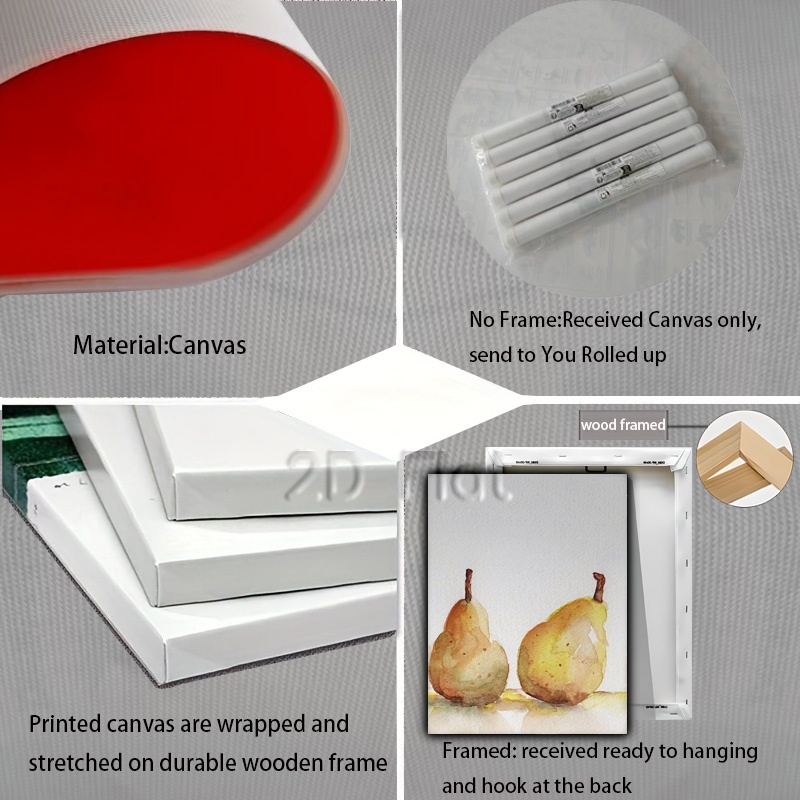 Material:Canvas
No Frame:Received Canvas only,
send to You Rolled up
2D Flat
wood framed
Printed canvas are wrapped and
stretched on durable wooden frame
Framed: received ready to hanging
and hook at the back